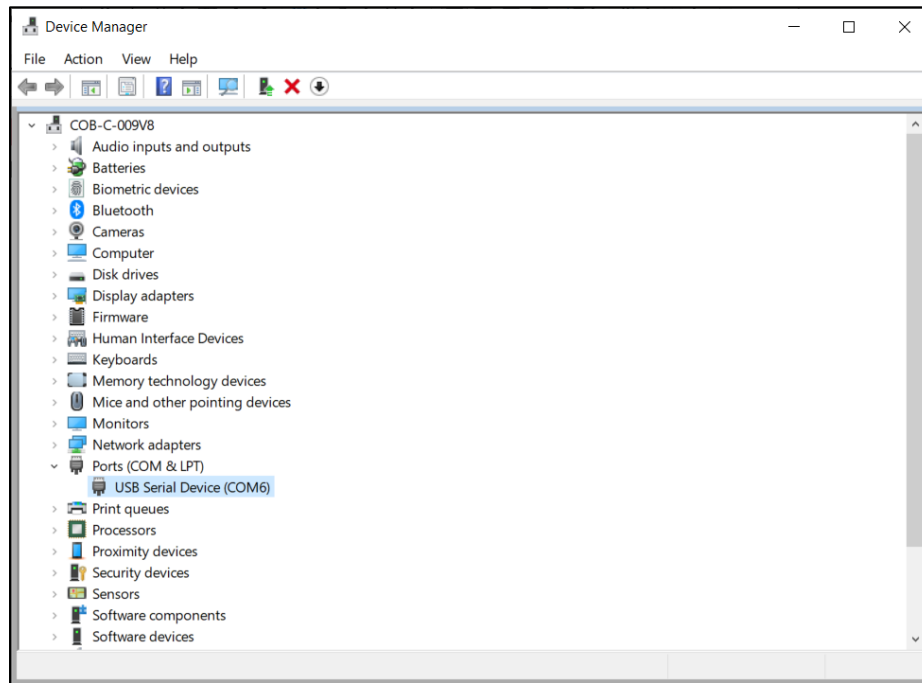 Device Manager
File Action View Help
COB-C-009V8
Audio inputs and outputs
Batteries
Biometric devices
Bluetooth
Cameras
Computer
Disk drives
Display adapters
Firmware
Human Interface Devices
Keyboards
Memory technology devices
Mice and other pointing devices
Monitors
Network adapters
Ports (COM & LPT)
USB Serial Device (COM6)
Print queues
Processors
Proximity devices
Security devices
Sensors
Software components
Software devices